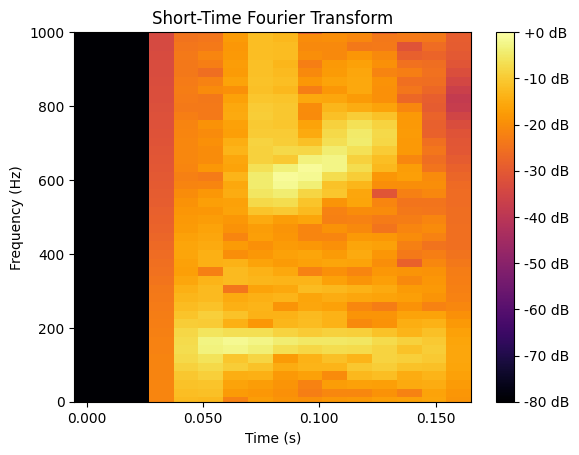 Short-Time Fourier Transform
1000
800
600
400
200
0
Frequency (Hz)
0.000
0.050
0.100
0.150
Time (s)
+0 dB
-10 dB
-20 dB
-30 dB
-40 dB
-50 dB
-60 dB
-70 dB
-80 dB